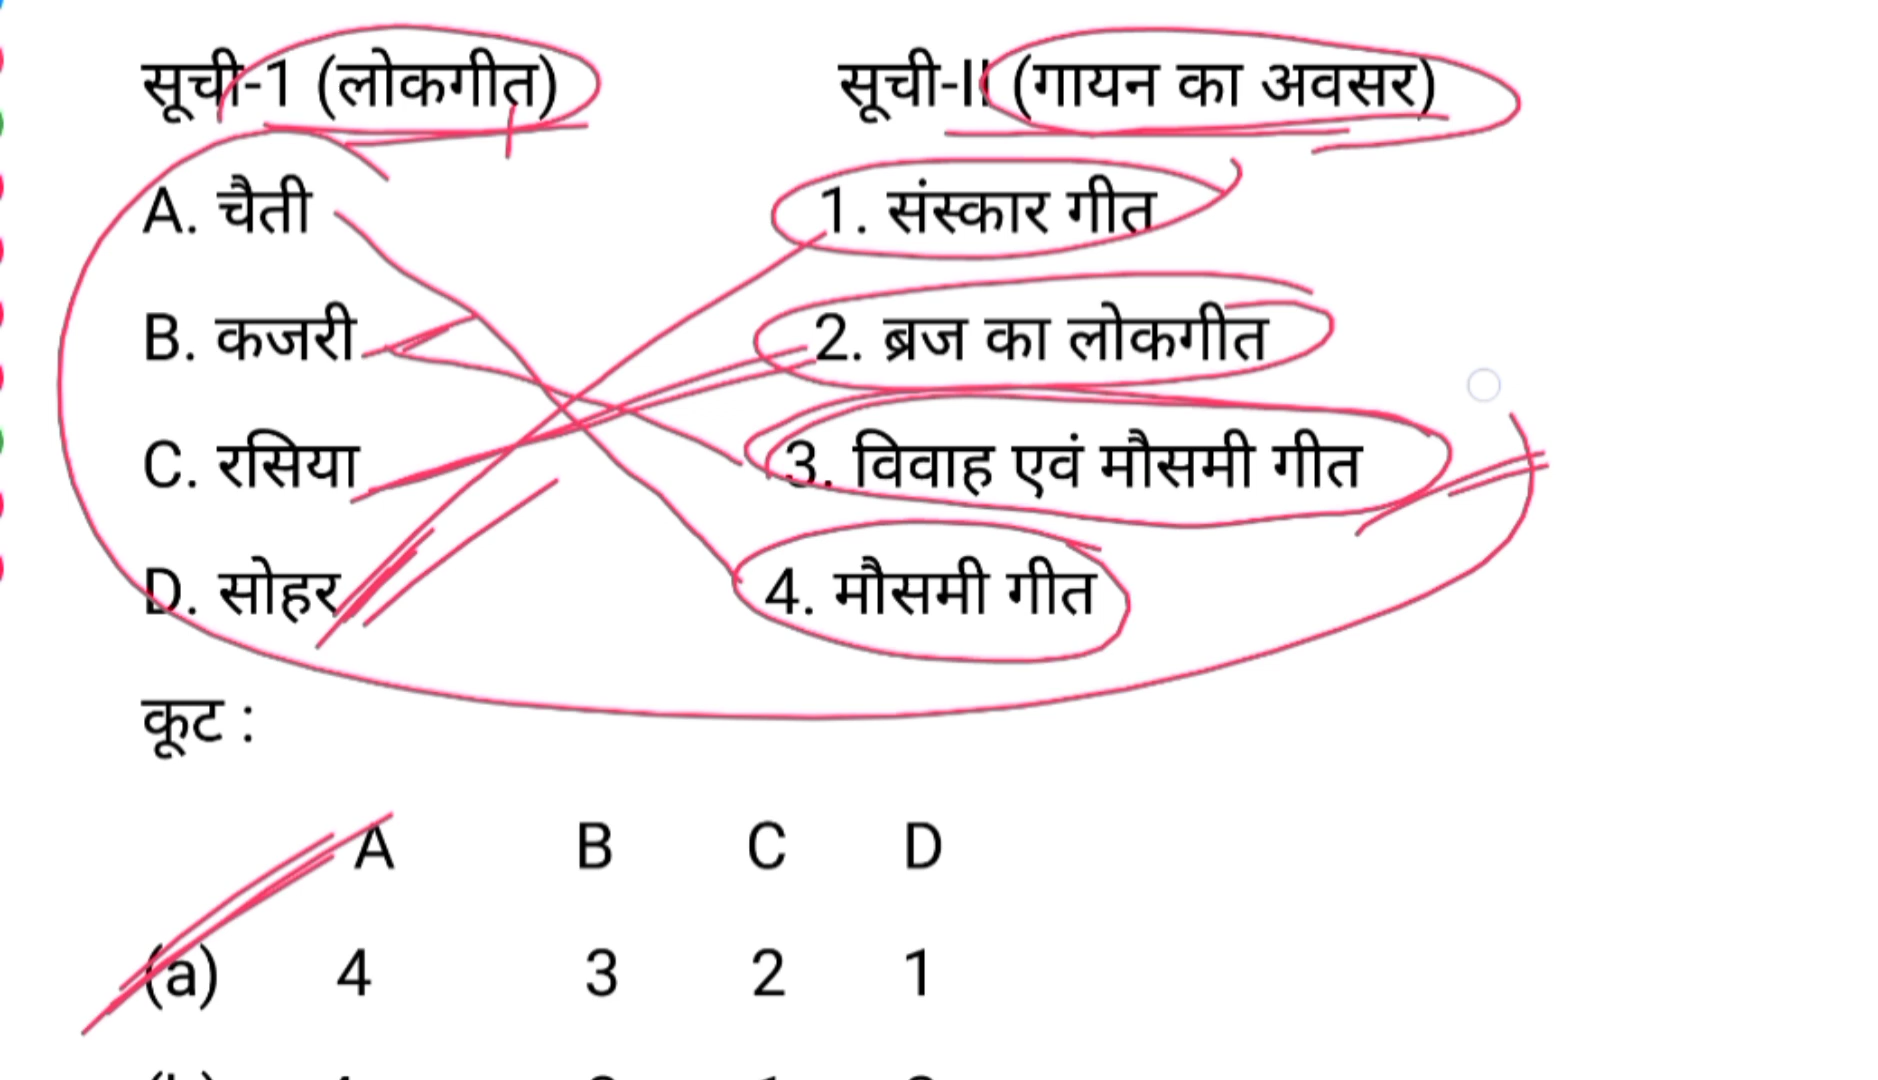 सूची-1 (लोकगीत) सूची-II (गायन का अवसर)
A. चैती 1. संस्कार गीत
B. कजरी 2. ब्रज का लोकगीत
C. रसिया 3. विवाह एवं मौसमी गीत
D. सोहर 4. मौसमी गीत
कूट :
A B C D
(a) 4 3 2 1